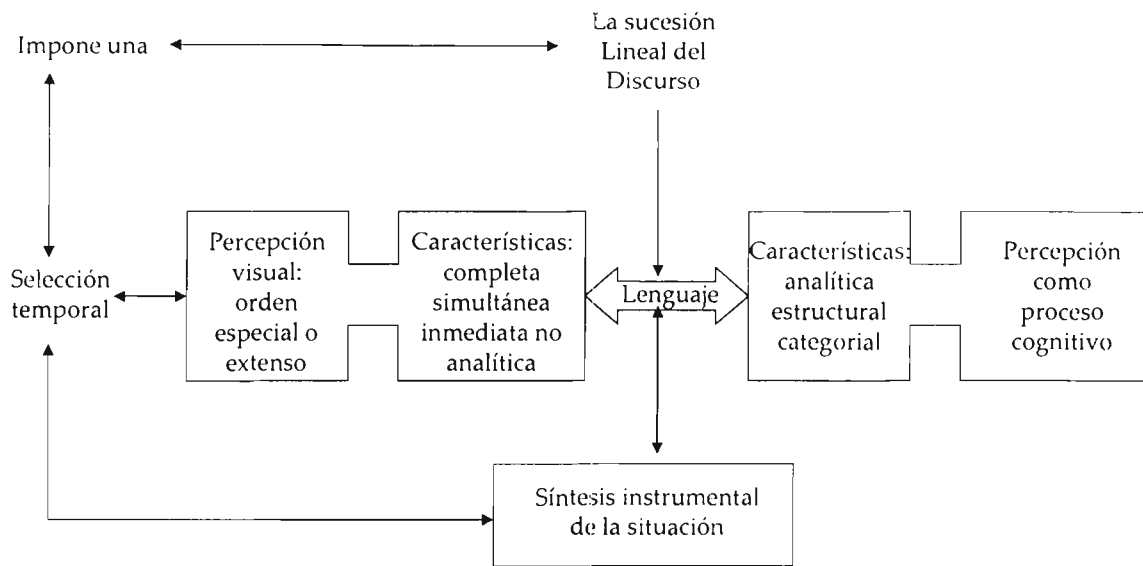 Impone una
La sucesión
Lineal del
Discurso
Selección
temporal
Percepción
visual:
orden
especial o
extenso
Características:
completa
simultánea
inmediata no
analítica
Lenguaje
Características:
analítica
estructural
categorial
Percepción
como
proceso
cognitivo
Síntesis instrumental
de la situación